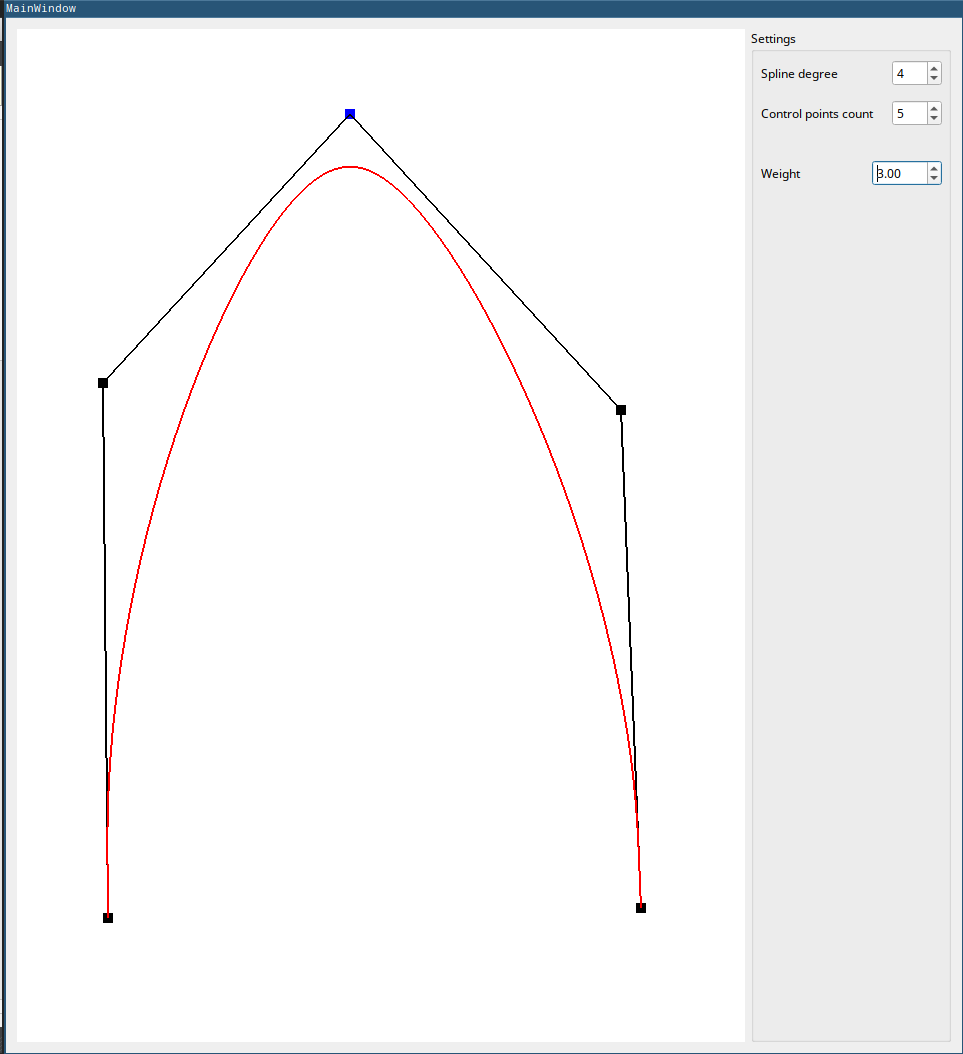 MainWindow
Settings
Spline degree 4
Control points count 5
Weight 3.00